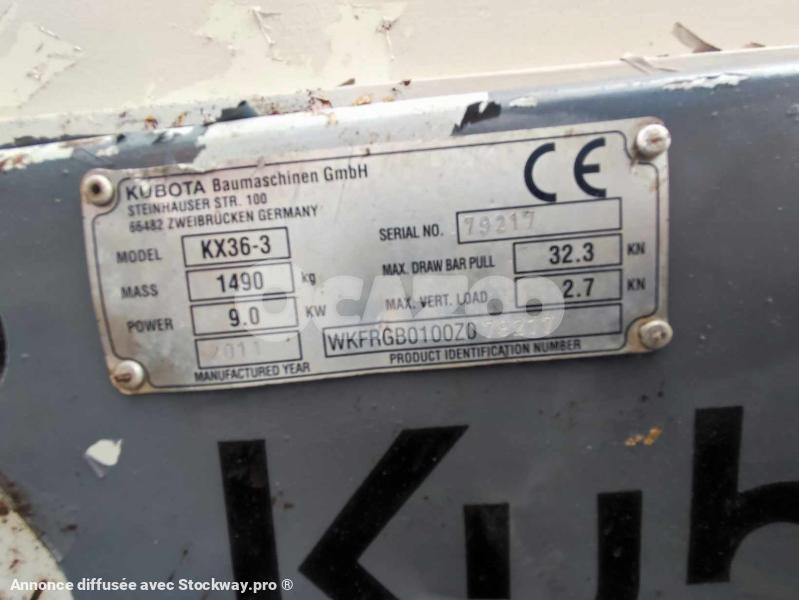 KUBOTA Baumaschinen GmbH
STEINHAUSER STR. 100
66482 ZWEIBRÜCKEN GERMANY
CE
MODEL KX36-3
MASS 1490 kg
POWER 9.0 KW
2011
MANUFACTURED YEAR
SERIAL NO. 79217
MAX. DRAW BAR PULL 32.3 KN
MAX. VERT. LOAD 2.7 KN
WKFRGB0100Z079217
PRODUCT IDENTIFICATION NUMBER
OCAZOO
Kub
Annonce diffusée avec Stockway.pro ®